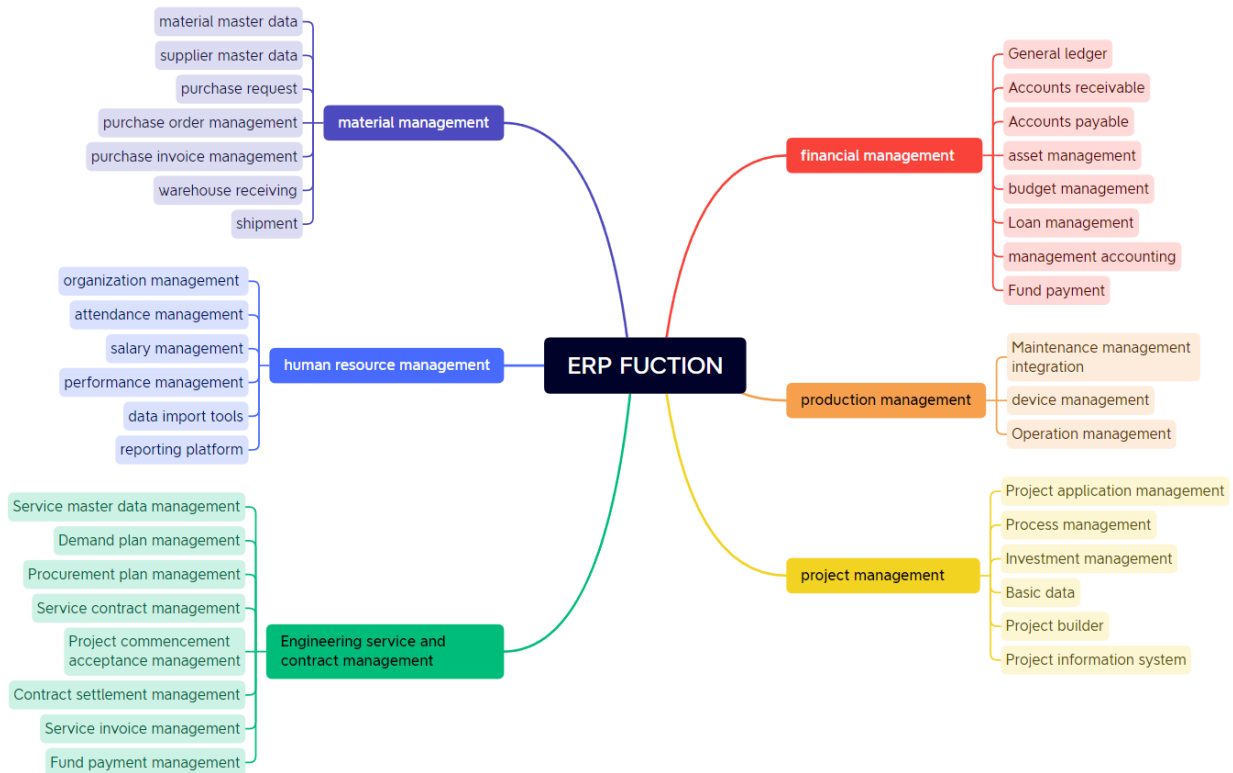 ERP FUCTION
material management
material master data
supplier master data
purchase request
purchase order management
purchase invoice management
warehouse receiving
shipment
human resource management
organization management
attendance management
salary management
performance management
data import tools
reporting platform
Engineering service and
contract management
Service master data management
Demand plan management
Procurement plan management
Service contract management
Project commencement
acceptance management
Contract settlement management
Service invoice management
Fund payment management
financial management
General ledger
Accounts receivable
Accounts payable
asset management
budget management
Loan management
management accounting
Fund payment
production management
Maintenance management
integration
device management
Operation management
project management
Project application management
Process management
Investment management
Basic data
Project builder
Project information system